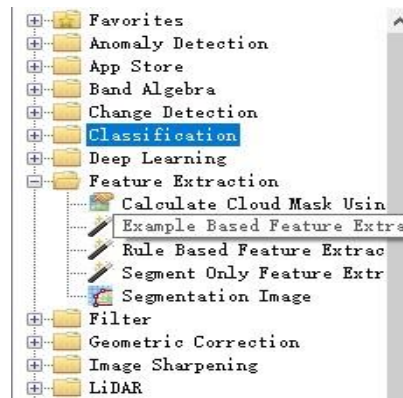 Favorites
Anomaly Detection
App Store
Band Algebra
Change Detection
Classification
Deep Learning
Feature Extraction
Calculate Cloud Mask Usin
Example Based Feature Extra
Rule Based Feature Extrac
Segment Only Feature Extr
Segmentation Image
Filter
Geometric Correction
Image Sharpening
LiDAR